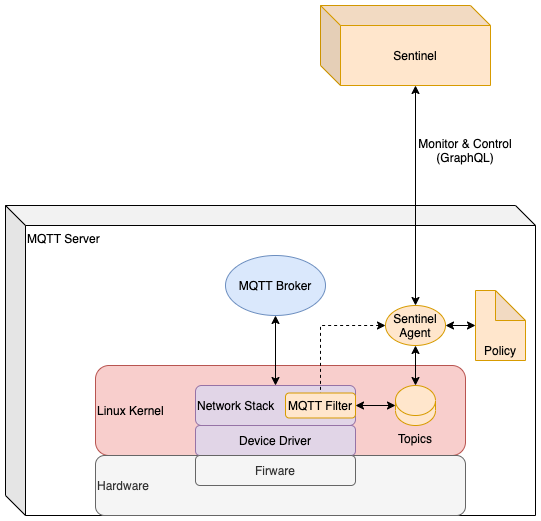 Sentinel
Monitor & Control
(GraphQL)
MQTT Server
MQTT Broker
Sentinel
Agent
Policy
Linux Kernel
Network Stack
MQTT Filter
Topics
Device Driver
Firware
Hardware